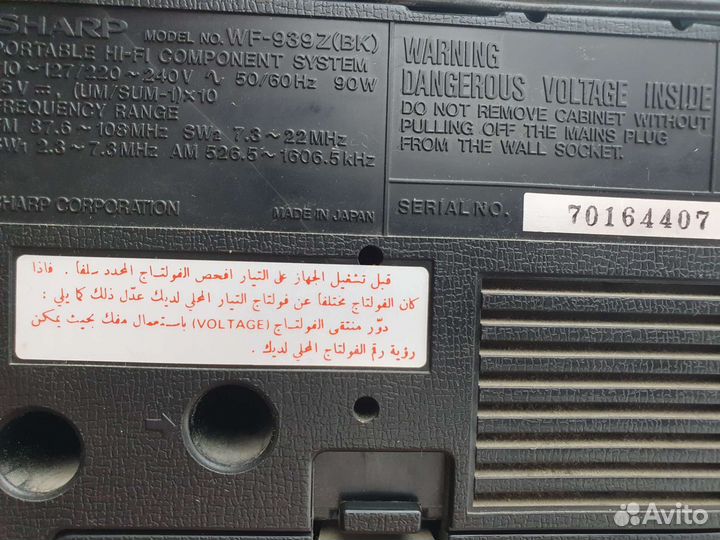 SHARP MODEL NO. WF-939Z(BK)
PORTABLE HI-FI COMPONENT SYSTEM
10~127/220~240V ∿ 50/60Hz 90W
5V ⎓, (UM/SUM-1)×10
FREQUENCY RANGE
FM 87.6~108MHz SW2 7.3~22MHz
SW1 2.3~7.3MHz AM 526.5~1606.5kHz
SHARP CORPORATION MADE IN JAPAN
WARNING
DANGEROUS VOLTAGE INSIDE
DO NOT REMOVE CABINET WITHOUT
PULLING OFF THE MAINS PLUG
FROM THE WALL SOCKET.
SERIAL NO. 70164407
قبل تشغيل الجهاز على التيار افحص الفولتاج المحدد سلفاً . فاذا
كان الفولتاج مختلفاً عن فولتاج التيار المحلي لديك عدّل ذلك كما يلي :
دوّر منتقى الفولتاج (VOLTAGE) باستعمال مفك بحيث يمكن
رؤية رقم الفولتاج المحلي لديك .
Avito